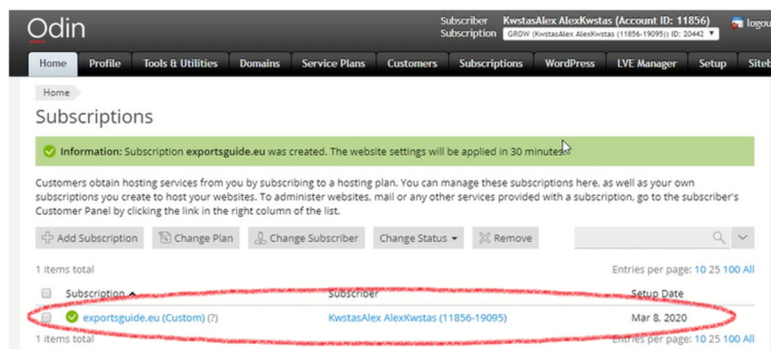 Odin
Subscriber KwstasAlex AlexKwstas (Account ID: 11856) logou
Subscription GROW (KwstasAlex AlexKwstas (11856-19095)) ID: 20442
Home Profile Tools & Utilities Domains Service Plans Customers Subscriptions WordPress LVE Manager Setup Siteb
Home
Subscriptions
Information: Subscription exportsguide.eu was created. The website settings will be applied in 30 minutes.
Customers obtain hosting services from you by subscribing to a hosting plan. You can manage these subscriptions here, as well as your own
subscriptions you create to host your websites. To administer websites, mail or any other services provided with a subscription, go to the subscriber's
Customer Panel by clicking the link in the right column of the list.
Add Subscription Change Plan Change Subscriber Change Status Remove
1 items total Entries per page: 10 25 100 All
Subscription Subscriber Setup Date
exportsguide.eu (Custom) (?) KwstasAlex AlexKwstas (11856-19095) Mar 8, 2020
1 items total Entries per page: 10 25 100 All